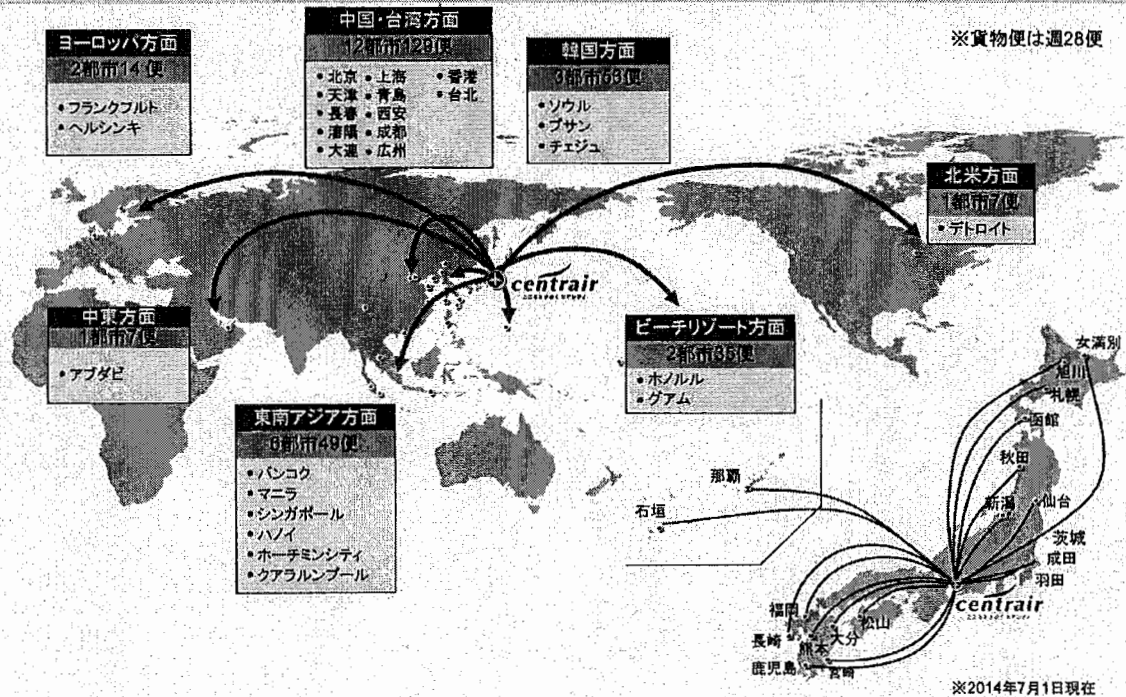 ※貨物便は週28便
ヨーロッパ方面
2都市14便
• フランクフルト
• ヘルシンキ
中国・台湾方面
12都市129便
• 北京 • 上海 • 香港
• 天津 • 青島 • 台北
• 長春 • 西安
• 瀋陽 • 成都
• 大連 • 広州
韓国方面
3都市63便
• ソウル
• プサン
• チェジュ
北米方面
1都市7便
• デトロイト
centrair
中東方面
1都市7便
• アブダビ
ビーチリゾート方面
2都市35便
• ホノルル
• グアム
東南アジア方面
6都市49便
• バンコク
• マニラ
• シンガポール
• ハノイ
• ホーチミンシティ
• クアラルンプール
女満別
旭川
札幌
函館
秋田
那覇
石垣
新潟
仙台
茨城
成田
羽田
centrair
福岡
松山
長崎
大分
熊本
鹿児島
宮崎
※2014年7月1日現在